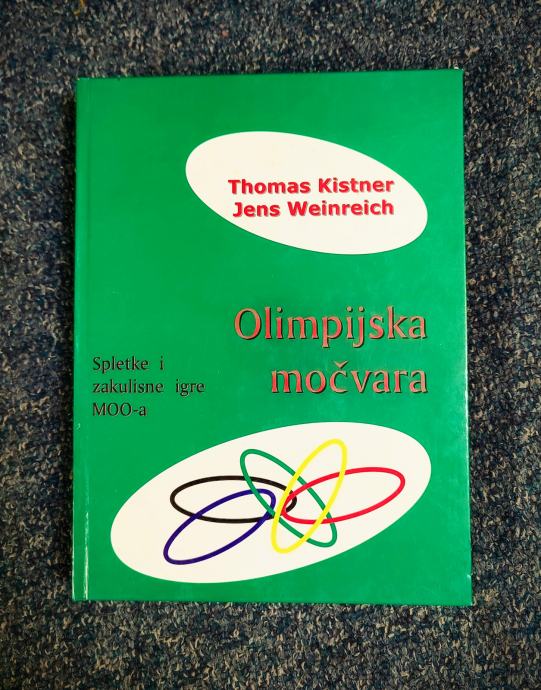 Thomas Kistner
Jens Weinreich
Olimpijska
močvara
Spletke i
zakulisne igre
MOO-a